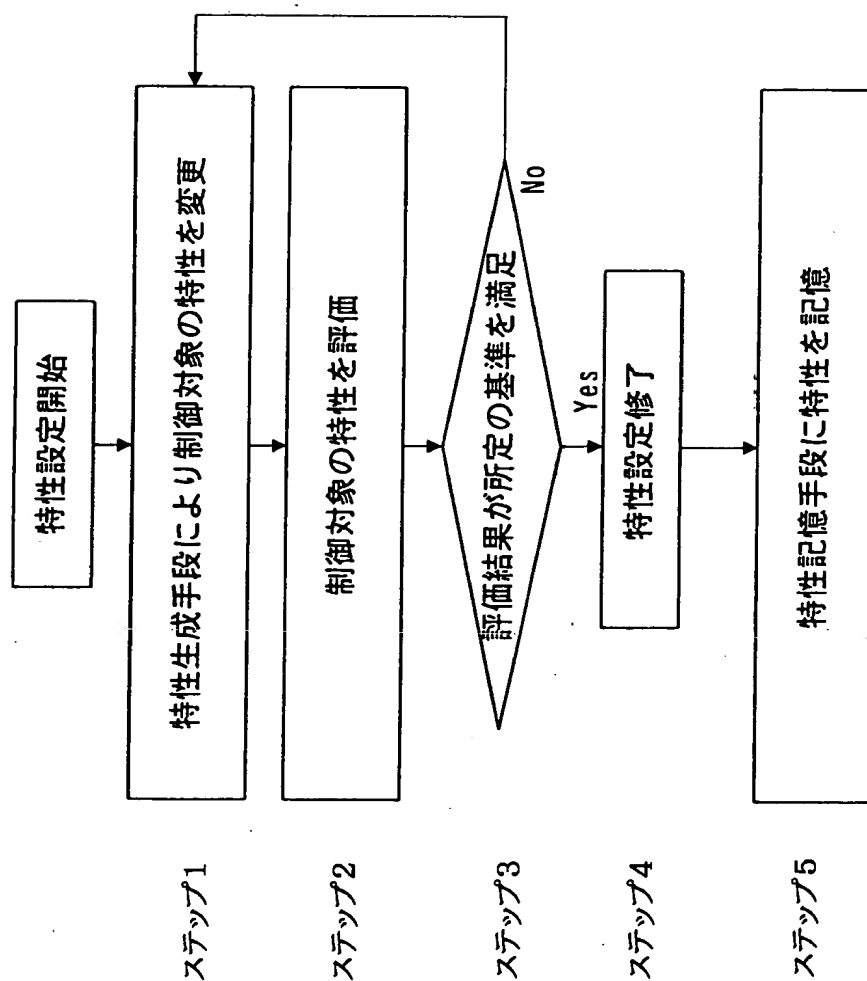 特性設定開始
ステップ1
特性生成手段により制御対象の特性を変更
ステップ2
制御対象の特性を評価
ステップ3
評価結果が所定の基準を満足
No
Yes
ステップ4
特性設定修了
ステップ5
特性記憶手段に特性を記憶